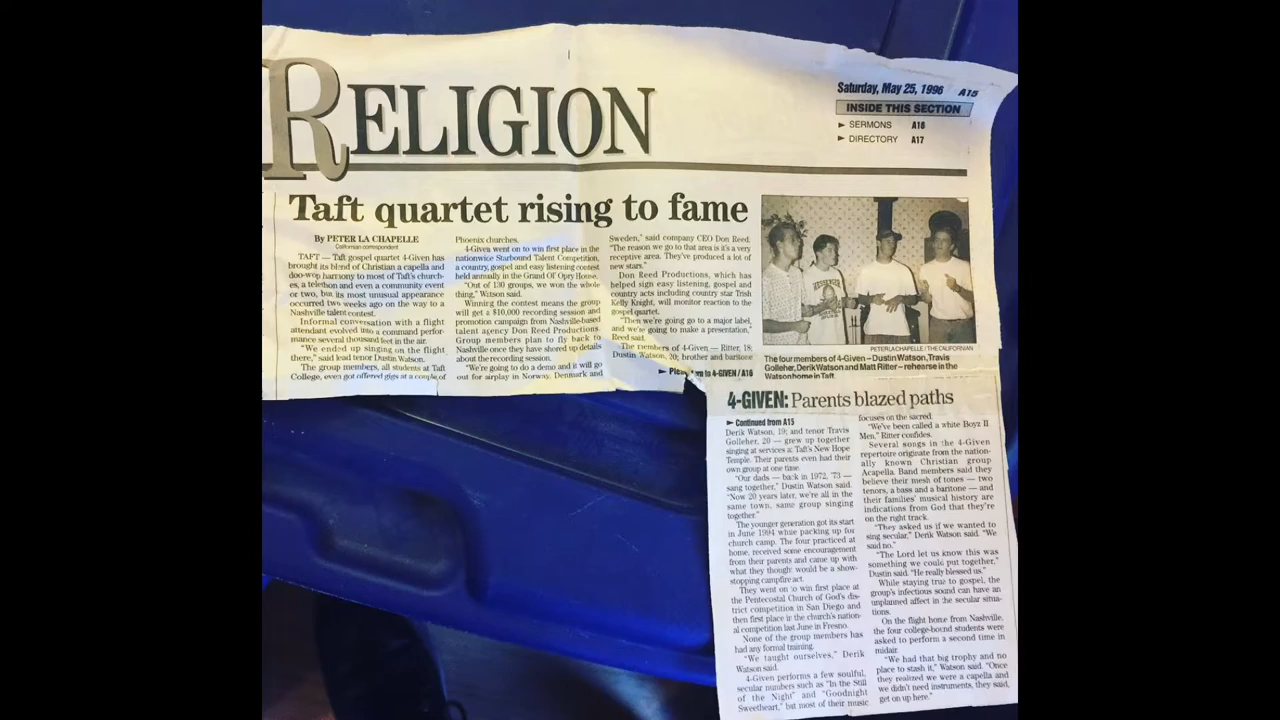 RELIGION
Saturday, May 25, 1996 A15
INSIDE THIS SECTION
► SERMONS A16
► DIRECTORY A17
Taft quartet rising to fame
By PETER LA CHAPELLE
Californian correspondent
TAFT — Taft gospel quartet 4-Given has
brought its blend of Christian a capella and
doo-wop harmony to most of Taft's church-
es, a telethon and even a community event
or two, but its most unusual appearance
occurred two weeks ago on the way to a
Nashville talent contest.
Informal conversation with a flight
attendant evolved into a command perfor-
mance several thousand feet in the air.
"We ended up singing on the flight
there," said lead tenor Dustin Watson.
The group members, all students at Taft
College, even got offered gigs at a couple of
Phoenix churches.
4-Given went on to win first place in the
nationwide Starbound Talent Competition,
a country, gospel and easy listening contest
held annually in the Grand Ol' Opry House.
"Out of 130 groups, we won the whole
thing," Watson said.
Winning the contest means the group
will get a $10,000 recording session and
promotion campaign from Nashville-based
talent agency Don Reed Productions.
Group members plan to fly back to
Nashville once they have shored up details
about the recording session.
"We're going to do a demo and it will go
out for airplay in Norway, Denmark and
Sweden," said company CEO Don Reed.
"The reason we go to that area is it's a very
receptive area. They've produced a lot of
new stars."
Don Reed Productions, which has
helped sign easy listening, gospel and
country acts including country star Trish
Kelly Knight, will monitor reaction to the
gospel quartet.
"Then we're going to a major label,
and we're going to make a presentation,"
Reed said.
The members of 4-Given — Ritter, 18;
Dustin Watson, 20; brother and baritone
► to 4-GIVEN / A16
PETER LA CHAPELLE / THE CALIFORNIAN
The four members of 4-Given – Dustin Watson, Travis
Golleher, Derik Watson and Matt Ritter – rehearse in the
Watson home in Taft.
4-GIVEN: Parents blazed paths
► Continued from A15
Derik Watson, 19; and tenor Travis
Golleher, 20 — grew up together
singing at services at Taft's New Hope
Temple. Their parents even had their
own group at one time.
"Our dads — back in 1972, '73 —
sang together," Dustin Watson said.
"Now 20 years later, we're all in the
same town, same group singing
together."
The younger generation got its start
in June 1994 while packing up for
church camp. The four practiced at
home, received some encouragement
from their parents and came up with
what they thought would be a show-
stopping campfire act.
They went on to win first place at
the Pentecostal Church of God's dis-
trict competition in San Diego and
then first place in the church's nation-
al competition last June in Fresno.
None of the group members has
had any formal training.
"We taught ourselves," Derik
Watson said.
4-Given performs a few soulful,
secular numbers such as "In the Still
of the Night" and "Goodnight
Sweetheart," but most of their music
focuses on the sacred.
"We've been called a white Boyz II
Men," Ritter confides.
Several songs in the 4-Given
repertoire originate from the nation-
ally known Christian group
Acapella. Band members said they
believe their mesh of tones — two
tenors, a bass and a baritone — and
their families' musical history are
indications from God that they're
on the right track.
"They asked us if we wanted to
sing secular," Derik Watson said. "We
said no."
"The Lord let us know this was
something we could put together,"
Dustin said. "He really blessed us."
While staying true to gospel, the
group's infectious sound can have an
unplanned affect in the secular situa-
tions.
On the flight home from Nashville,
the four college-bound students were
asked to perform a second time in
midair.
"We had that big trophy and no
place to stash it," Watson said. "Once
they realized we were a capella and
we didn't need instruments, they said,
get on up here."